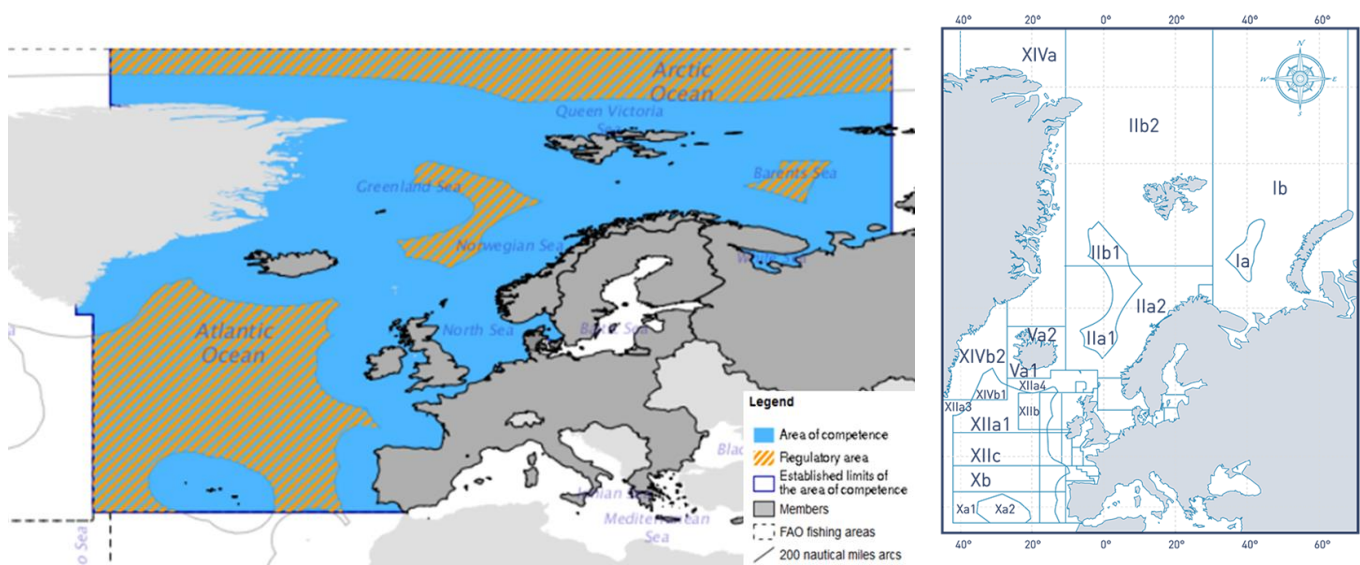 Arctic
Ocean
Queen Victoria
Sea
Greenland Sea
Barents Sea
Norwegian Sea
Atlantic
Ocean
North Sea
Mediterranean
Sea
o Sea
Legend
Area of competence
Regulatory area
Established limits of
the area of competence
Members
FAO fishing areas
200 nautical miles arcs
40° 20° 0° 20° 40° 60°
XIVa
N
W E
S
IIb2
Ib
IIb1
Ia
IIa2
Va2
IIa1
XIVb2
Va1
XIVb1
XIIa4
XIIa3
XIIb
XIIa1
XIIc
Xb
Xa1
Xa2
40° 20° 0° 20° 40° 60°